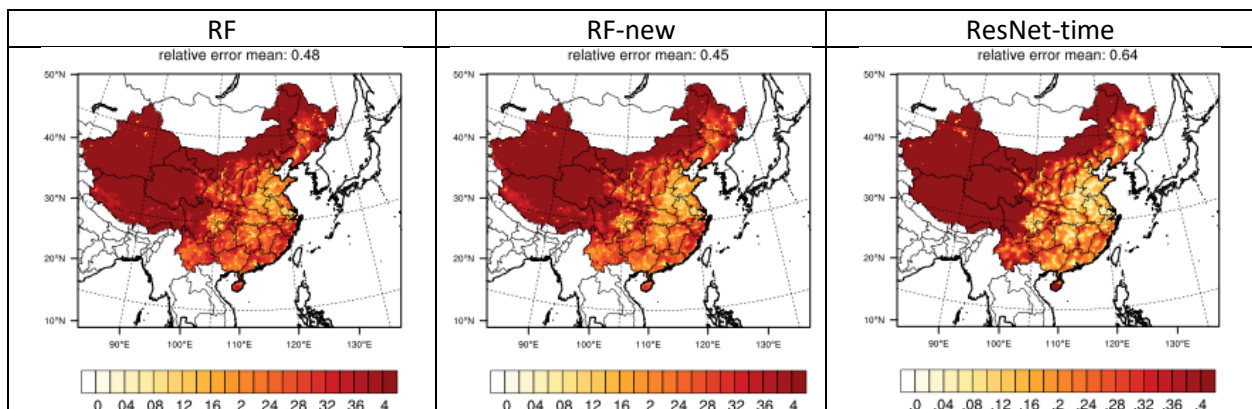 RF RF-new ResNet-time
relative error mean: 0.48 relative error mean: 0.45 relative error mean: 0.64
50°N 50°N 50°N
40°N 40°N 40°N
30°N 30°N 30°N
20°N 20°N 20°N
10°N 10°N 10°N
90°E 100°E 110°E 120°E 130°E 90°E 100°E 110°E 120°E 130°E 90°E 100°E 110°E 120°E 130°E
0 04 08 12 16 2 24 28 32 36 4 0 04 08 12 16 2 24 28 32 36 4 .0 .04 .08 .12 .16 .2 .24 .28 .32 .36 .4